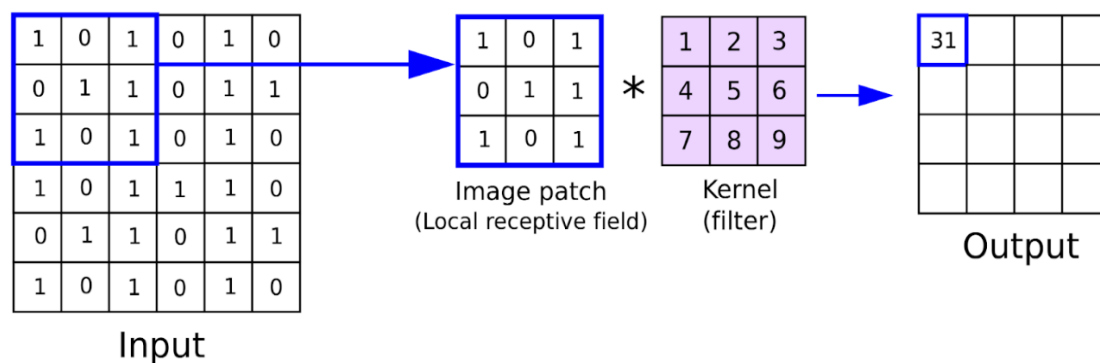 1 0 1 0 1 0
0 1 1 0 1 1
1 0 1 0 1 0
1 0 1 1 1 0
0 1 1 0 1 1
1 0 1 0 1 0
Input
1 0 1
0 1 1
1 0 1
Image patch
(Local receptive field)
*
1 2 3
4 5 6
7 8 9
Kernel
(filter)
31
Output